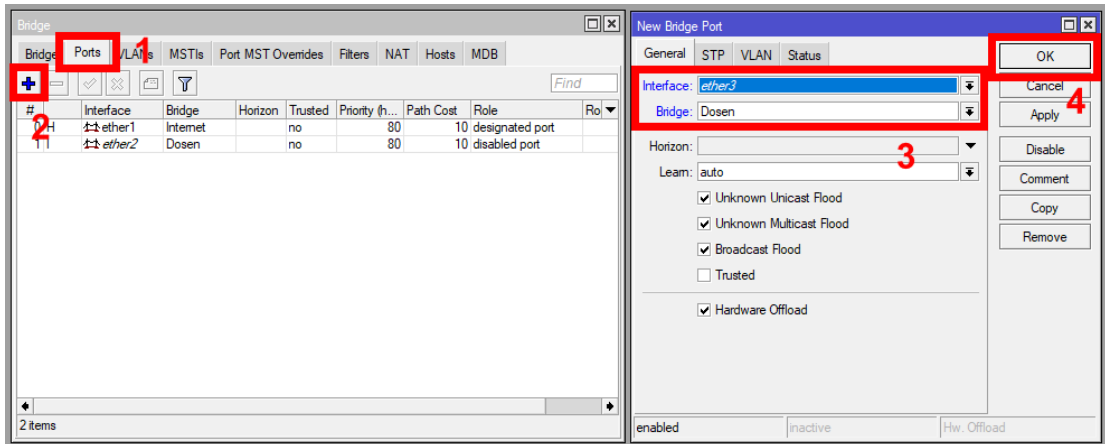 Bridge
Bridge Ports VLANs MSTIs Port MST Overrides Filters NAT Hosts MDB
1
Find
2
# Interface Bridge Horizon Trusted Priority (h... Path Cost Role Ro
0 H ether1 Internet no 80 10 designated port
1 I ether2 Dosen no 80 10 disabled port
2 items
New Bridge Port
General STP VLAN Status
Interface: ether3
Bridge: Dosen
3
Horizon:
Learn: auto
Unknown Unicast Flood
Unknown Multicast Flood
Broadcast Flood
Trusted
Hardware Offload
OK
Cancel
4
Apply
Disable
Comment
Copy
Remove
enabled inactive Hw. Offload